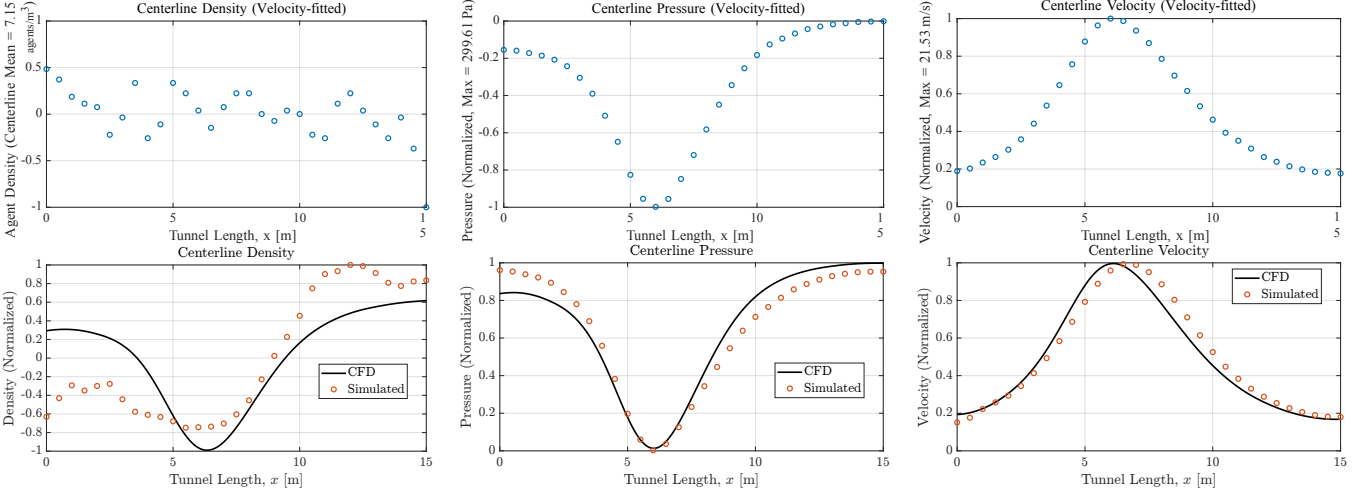 Centerline Density (Velocity-fitted)
Agent Density (Centerline Mean = 7.15
agents/m³)
1
0.5
0
-0.5
-1
0
5
10
1
5
Tunnel Length, x [m]
Centerline Pressure (Velocity-fitted)
Pressure (Normalized, Max = 299.61 Pa)
0
-0.2
-0.4
-0.6
-0.8
-1
0
5
10
1
5
Tunnel Length, x [m]
Centerline Velocity (Velocity-fitted)
Velocity (Normalized, Max = 21.53 m/s)
1
0.8
0.6
0.4
0.2
0
0
5
10
1
5
Tunnel Length, x [m]
Centerline Density
Density (Normalized)
1
0.8
0.6
0.4
0.2
0
-0.2
-0.4
-0.6
-0.8
-1
0
5
10
15
CFD
Simulated
Tunnel Length, x [m]
Centerline Pressure
Pressure (Normalized)
1
0.8
0.6
0.4
0.2
0
0
5
10
15
CFD
Simulated
Tunnel Length, x [m]
Centerline Velocity
Velocity (Normalized)
1
0.8
0.6
0.4
0.2
0
0
5
10
15
CFD
Simulated
Tunnel Length, x [m]